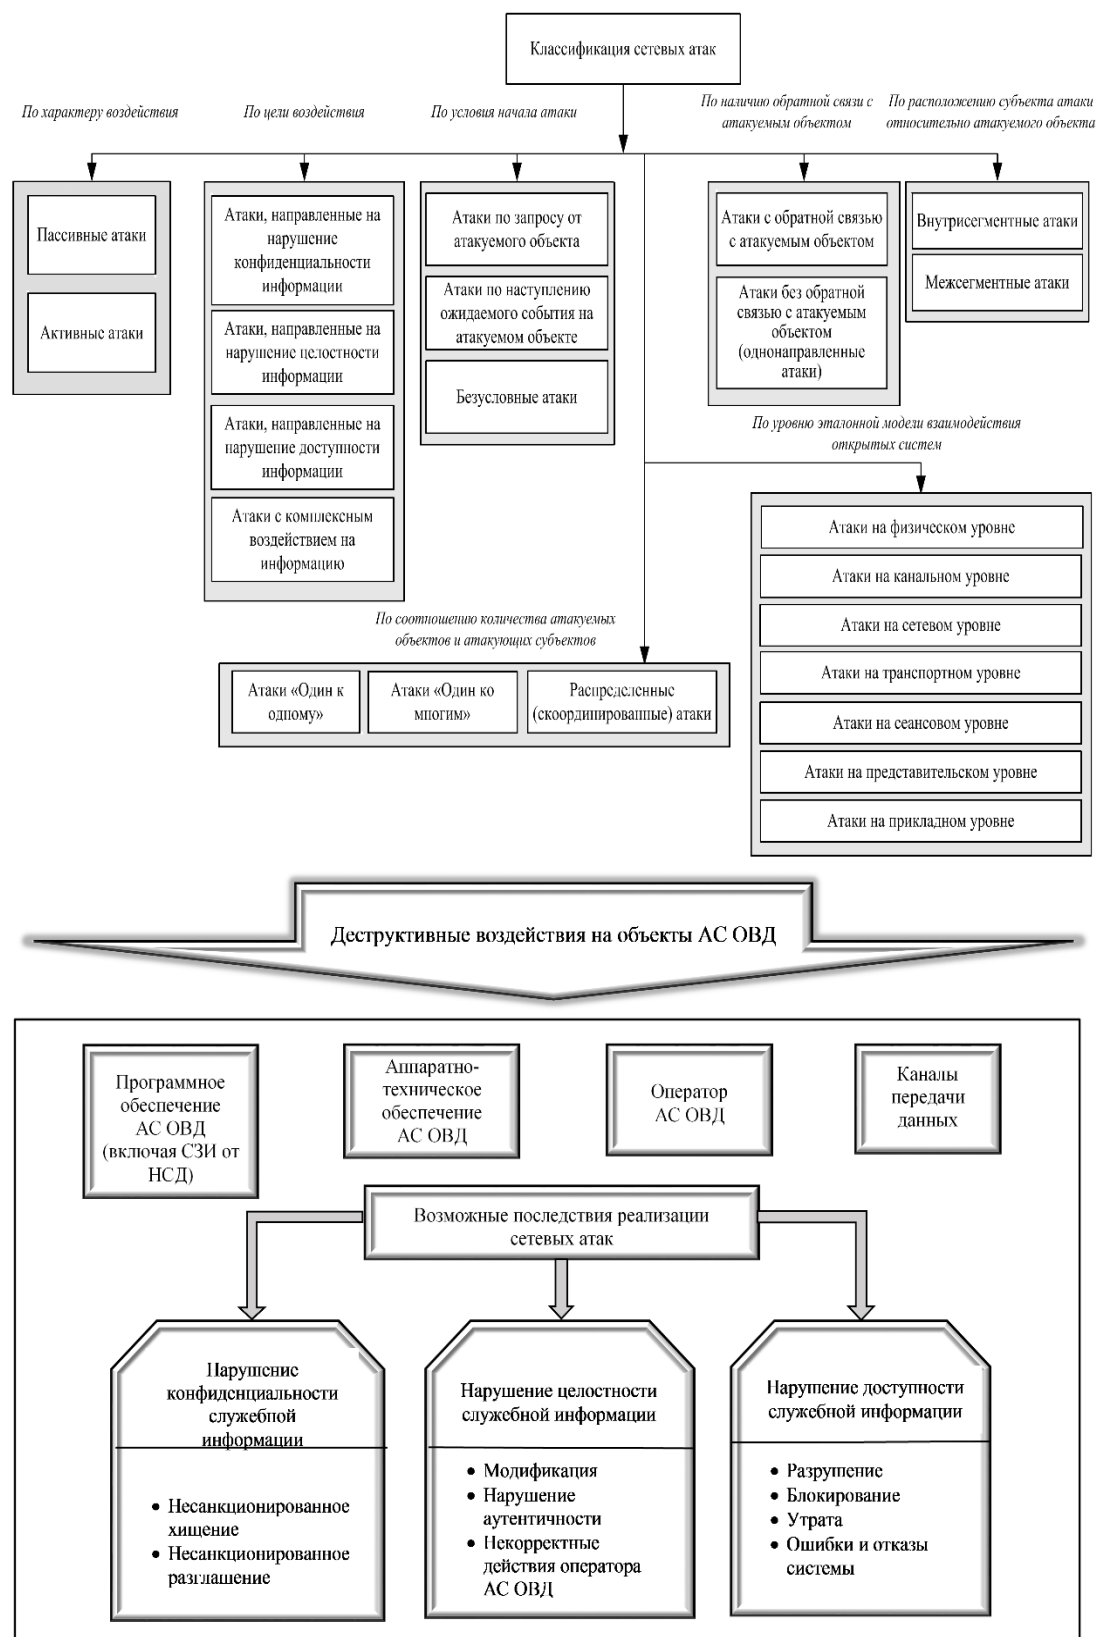 Классификация сетевых атак
По характеру воздействия
По цели воздействия
По условия начала атаки
По наличию обратной связи с
атакуемым объектом
По расположению субъекта атаки
относительно атакуемого объекта
Пассивные атаки
Активные атаки
Атаки, направленные на
нарушение
конфиденциальности
информации
Атаки, направленные на
нарушение целостности
информации
Атаки, направленные на
нарушение доступности
информации
Атаки с комплексным
воздействием на
информацию
Атаки по запросу от
атакуемого объекта
Атаки по наступлению
ожидаемого события на
атакуемом объекте
Безусловные атаки
Атаки с обратной связью
с атакуемым объектом
Атаки без обратной
связью с атакуемым
объектом
(однонаправленные
атаки)
Внутрисегментные атаки
Межсегментные атаки
По уровню эталонной модели взаимодействия
открытых систем
Атаки на физическом уровне
Атаки на канальном уровне
Атаки на сетевом уровне
Атаки на транспортном уровне
Атаки на сеансовом уровне
Атаки на представительском уровне
Атаки на прикладном уровне
По соотношению количества атакуемых
объектов и атакующих субъектов
Атаки «Один к
одному»
Атаки «Один ко
многим»
Распределенные
(скоординированные) атаки
Деструктивные воздействия на объекты АС ОВД
Программное
обеспечение
АС ОВД
(включая СЗИ от
НСД)
Аппаратно-
техническое
обеспечение
АС ОВД
Оператор
АС ОВД
Каналы
передачи
данных
Возможные последствия реализации
сетевых атак
Нарушение
конфиденциальности
служебной
информации
• Несанкционированное
хищение
• Несанкционированное
разглашение
Нарушение целостности
служебной информации
• Модификация
• Нарушение
аутентичности
• Некорректные
действия оператора
АС ОВД
Нарушение доступности
служебной информации
• Разрушение
• Блокирование
• Утрата
• Ошибки и отказы
системы